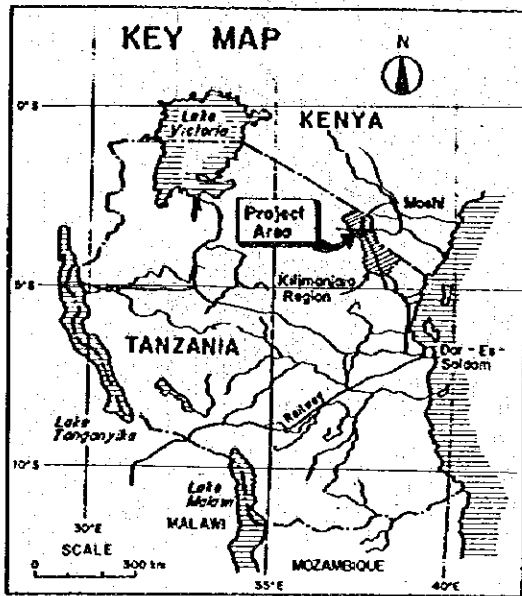 KEY MAP
N
0°S
Lake
Victoria
KENYA
Moshi
Project
Area
Kilimanjaro
Region
5°S
TANZANIA
Dar-Es-
Salaam
Railway
Lake
Tanganyika
10°S
Lake
Malawi
MALAWI
30°E
SCALE
0 300 km
35°E
MOZAMBIQUE
40°E